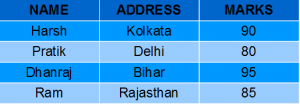 NAME ADDRESS MARKS
Harsh Kolkata 90
Pratik Delhi 80
Dhanraj Bihar 95
Ram Rajasthan 85